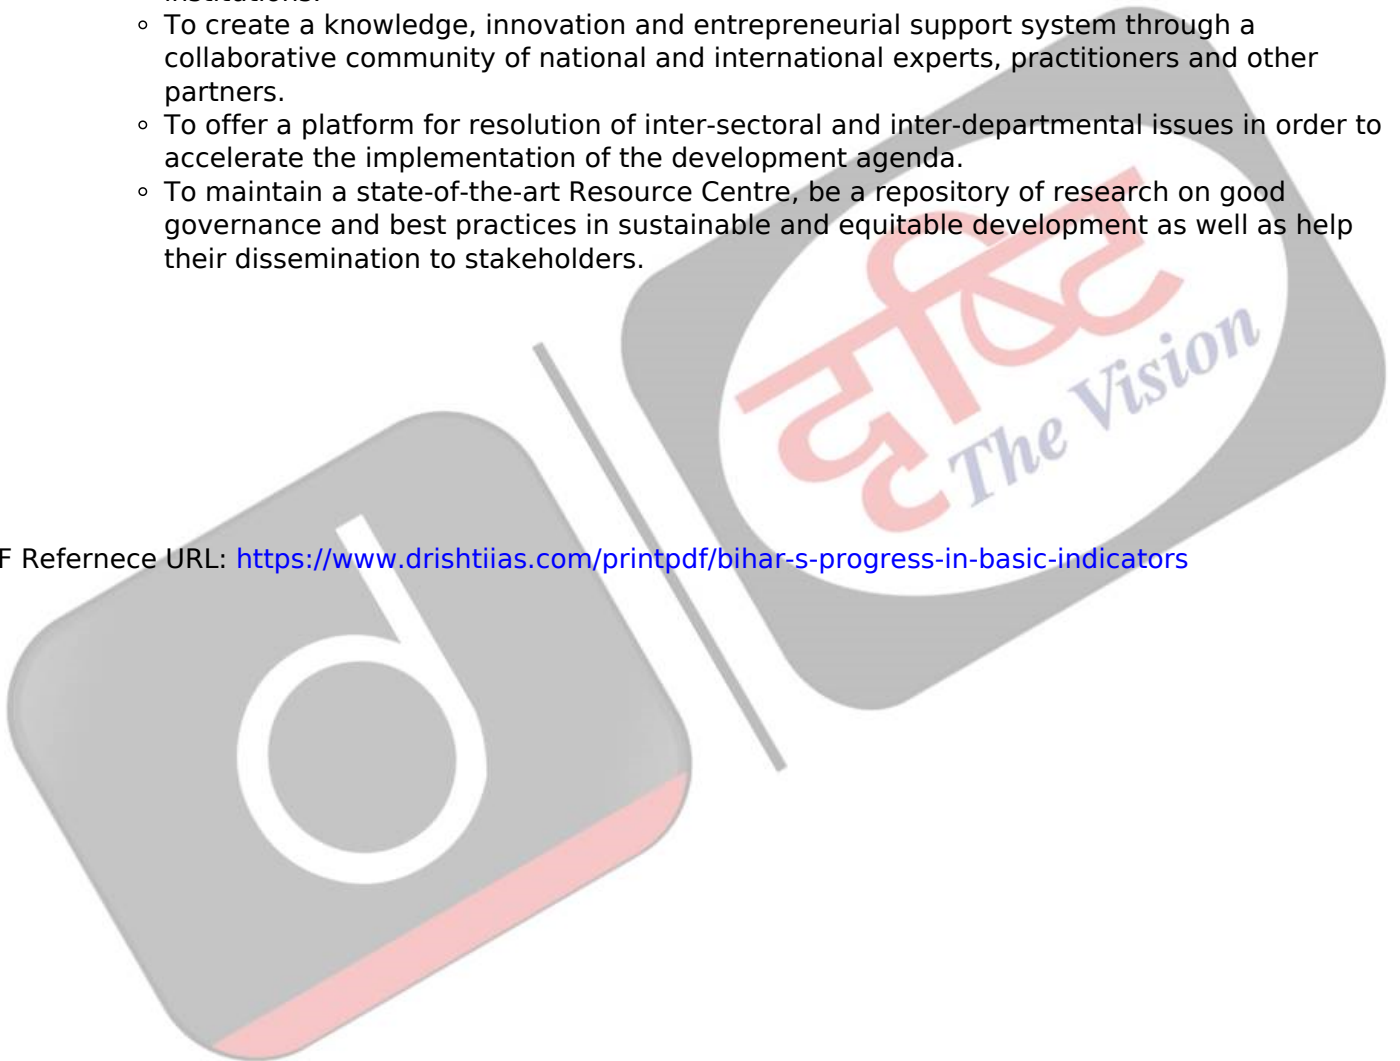 institutions.
◦ To create a knowledge, innovation and entrepreneurial support system through a
collaborative community of national and international experts, practitioners and other
partners.
◦ To offer a platform for resolution of inter-sectoral and inter-departmental issues in order to
accelerate the implementation of the development agenda.
◦ To maintain a state-of-the-art Resource Centre, be a repository of research on good
governance and best practices in sustainable and equitable development as well as help
their dissemination to stakeholders.
दृष्टि
The Vision
F Refernece URL: https://www.drishtiias.com/printpdf/bihar-s-progress-in-basic-indicators
d